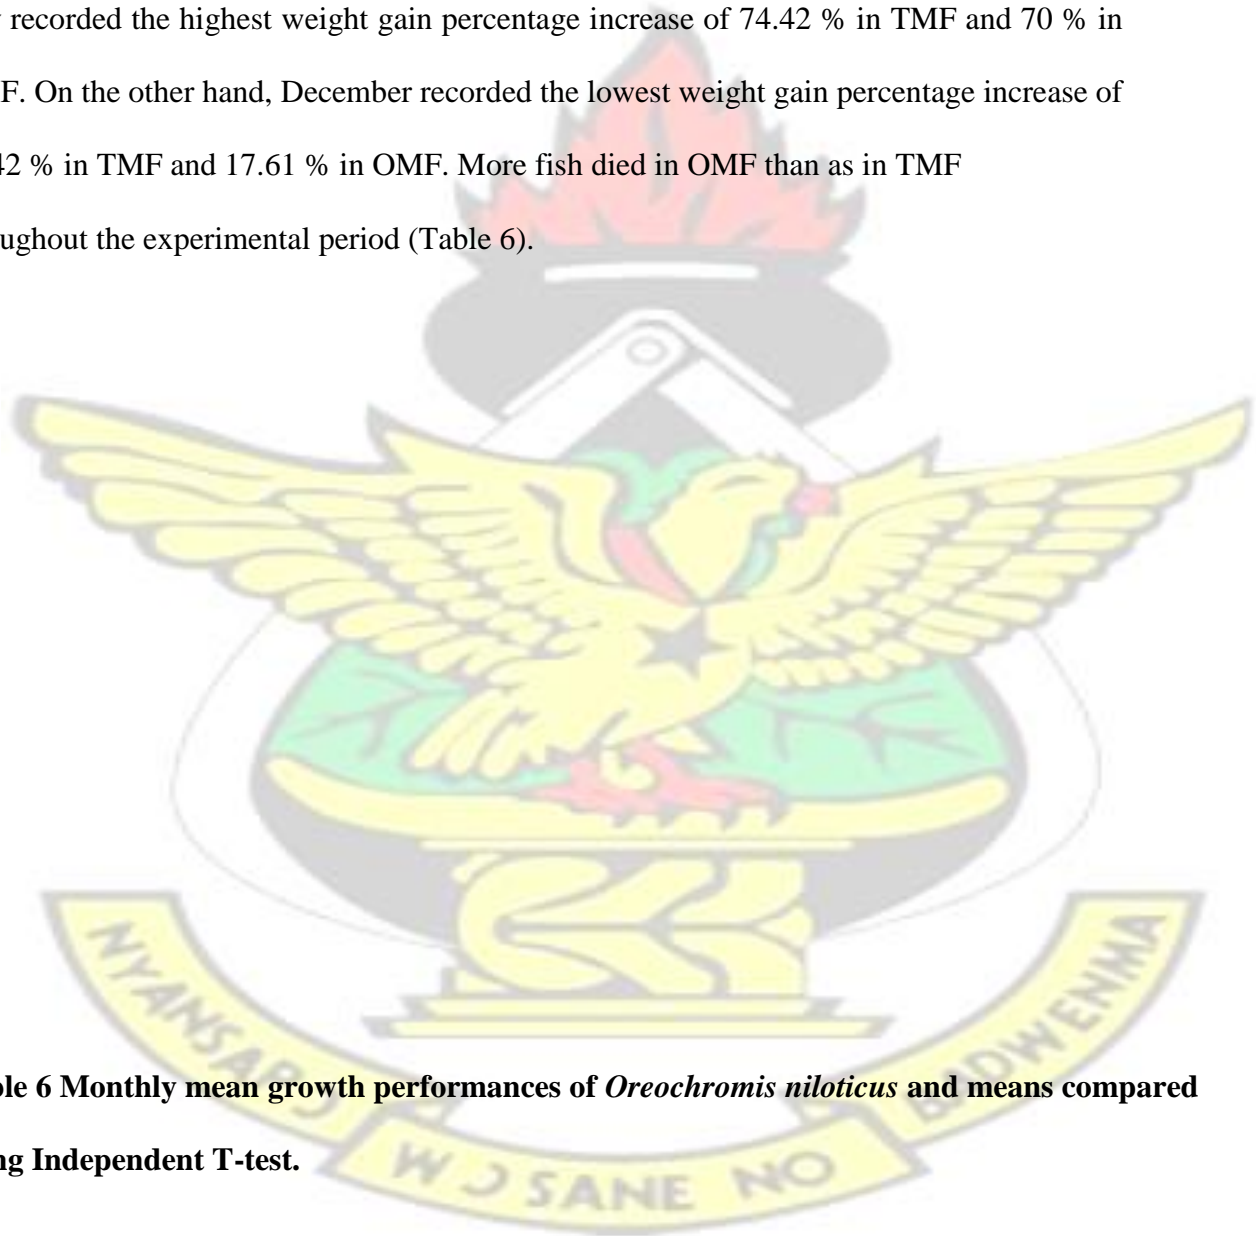 recorded the highest weight gain percentage increase of 74.42 % in TMF and 70 % in
F. On the other hand, December recorded the lowest weight gain percentage increase of
42 % in TMF and 17.61 % in OMF. More fish died in OMF than as in TMF
ughout the experimental period (Table 6).
NYANSAPƆ
WƆSANE NO
BADWENMA
le 6 Monthly mean growth performances of Oreochromis niloticus and means compared
ng Independent T-test.